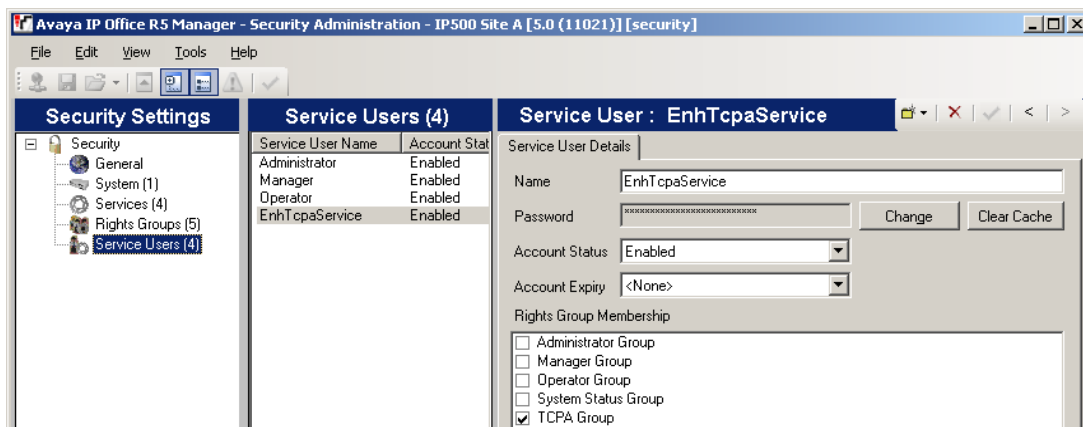 Avaya IP Office R5 Manager - Security Administration - IP500 Site A [5.0 (11021)] [security]
File Edit View Tools Help
Security Settings
Security
General
System (1)
Services (4)
Rights Groups (5)
Service Users (4)
Service Users (4)
Service User Name Account Stat
Administrator Enabled
Manager Enabled
Operator Enabled
EnhTcpaService Enabled
Service User : EnhTcpaService
Service User Details
Name EnhTcpaService
Password ************************** Change Clear Cache
Account Status Enabled
Account Expiry <None>
Rights Group Membership
Administrator Group
Manager Group
Operator Group
System Status Group
TCPA Group